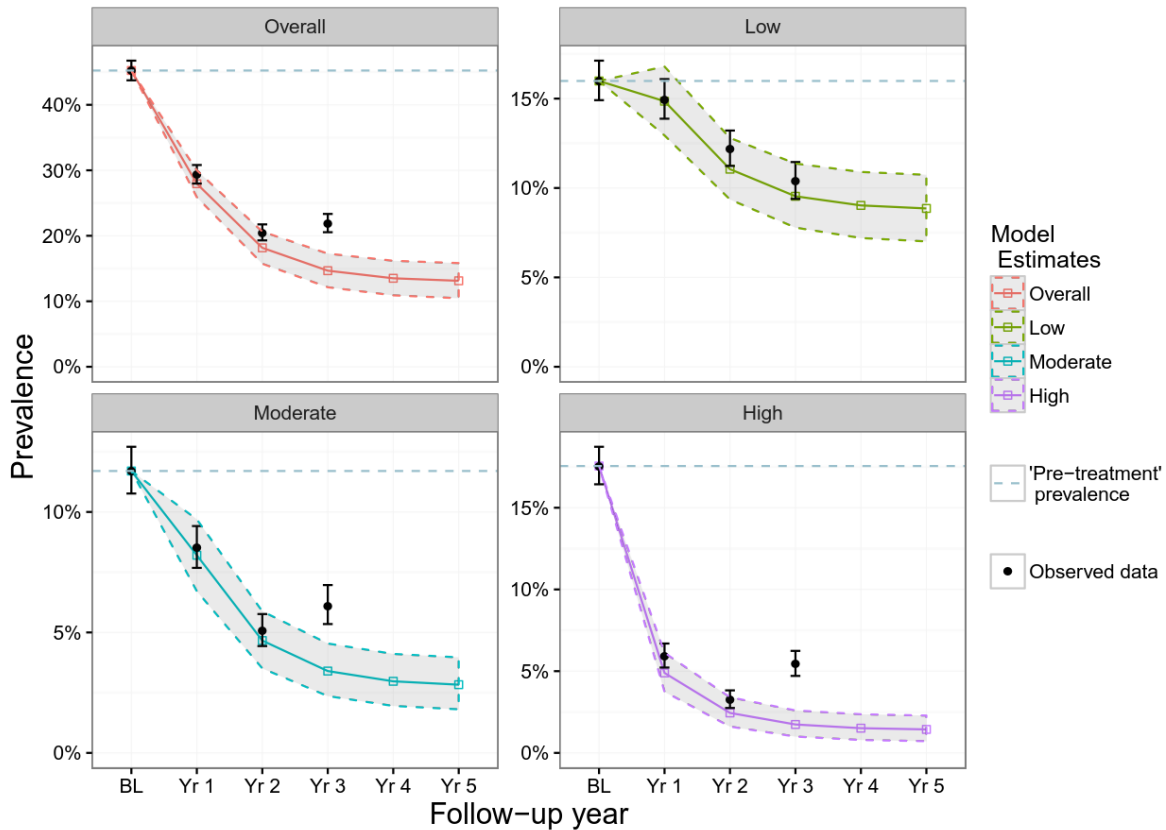 Overall
Low
40%
30%
20%
10%
0%
15%
10%
5%
0%
Prevalence
Moderate
High
10%
5%
0%
15%
10%
5%
0%
BL Yr 1 Yr 2 Yr 3 Yr 4 Yr 5
BL Yr 1 Yr 2 Yr 3 Yr 4 Yr 5
Follow−up year
Model
Estimates
Overall
Low
Moderate
High
'Pre−treatment'
prevalence
Observed data